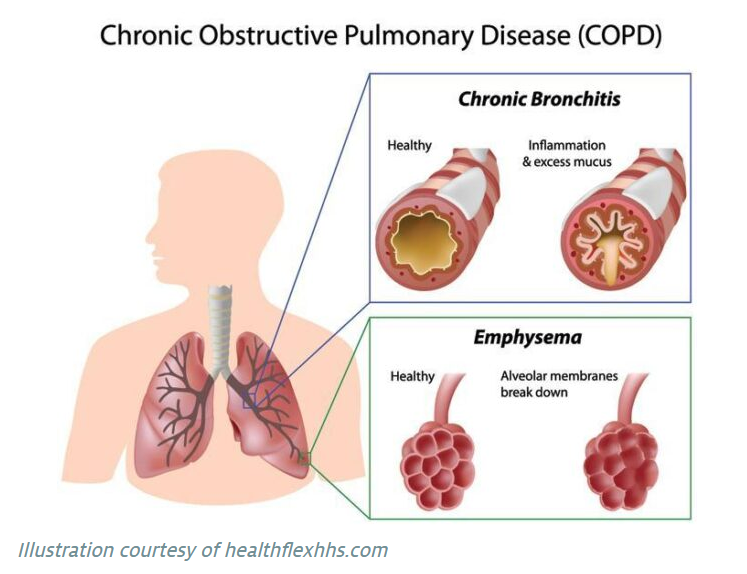 Chronic Obstructive Pulmonary Disease (COPD)
Chronic Bronchitis
Healthy
Inflammation
& excess mucus
Emphysema
Healthy
Alveolar membranes
break down
Illustration courtesy of healthflexhhs.com